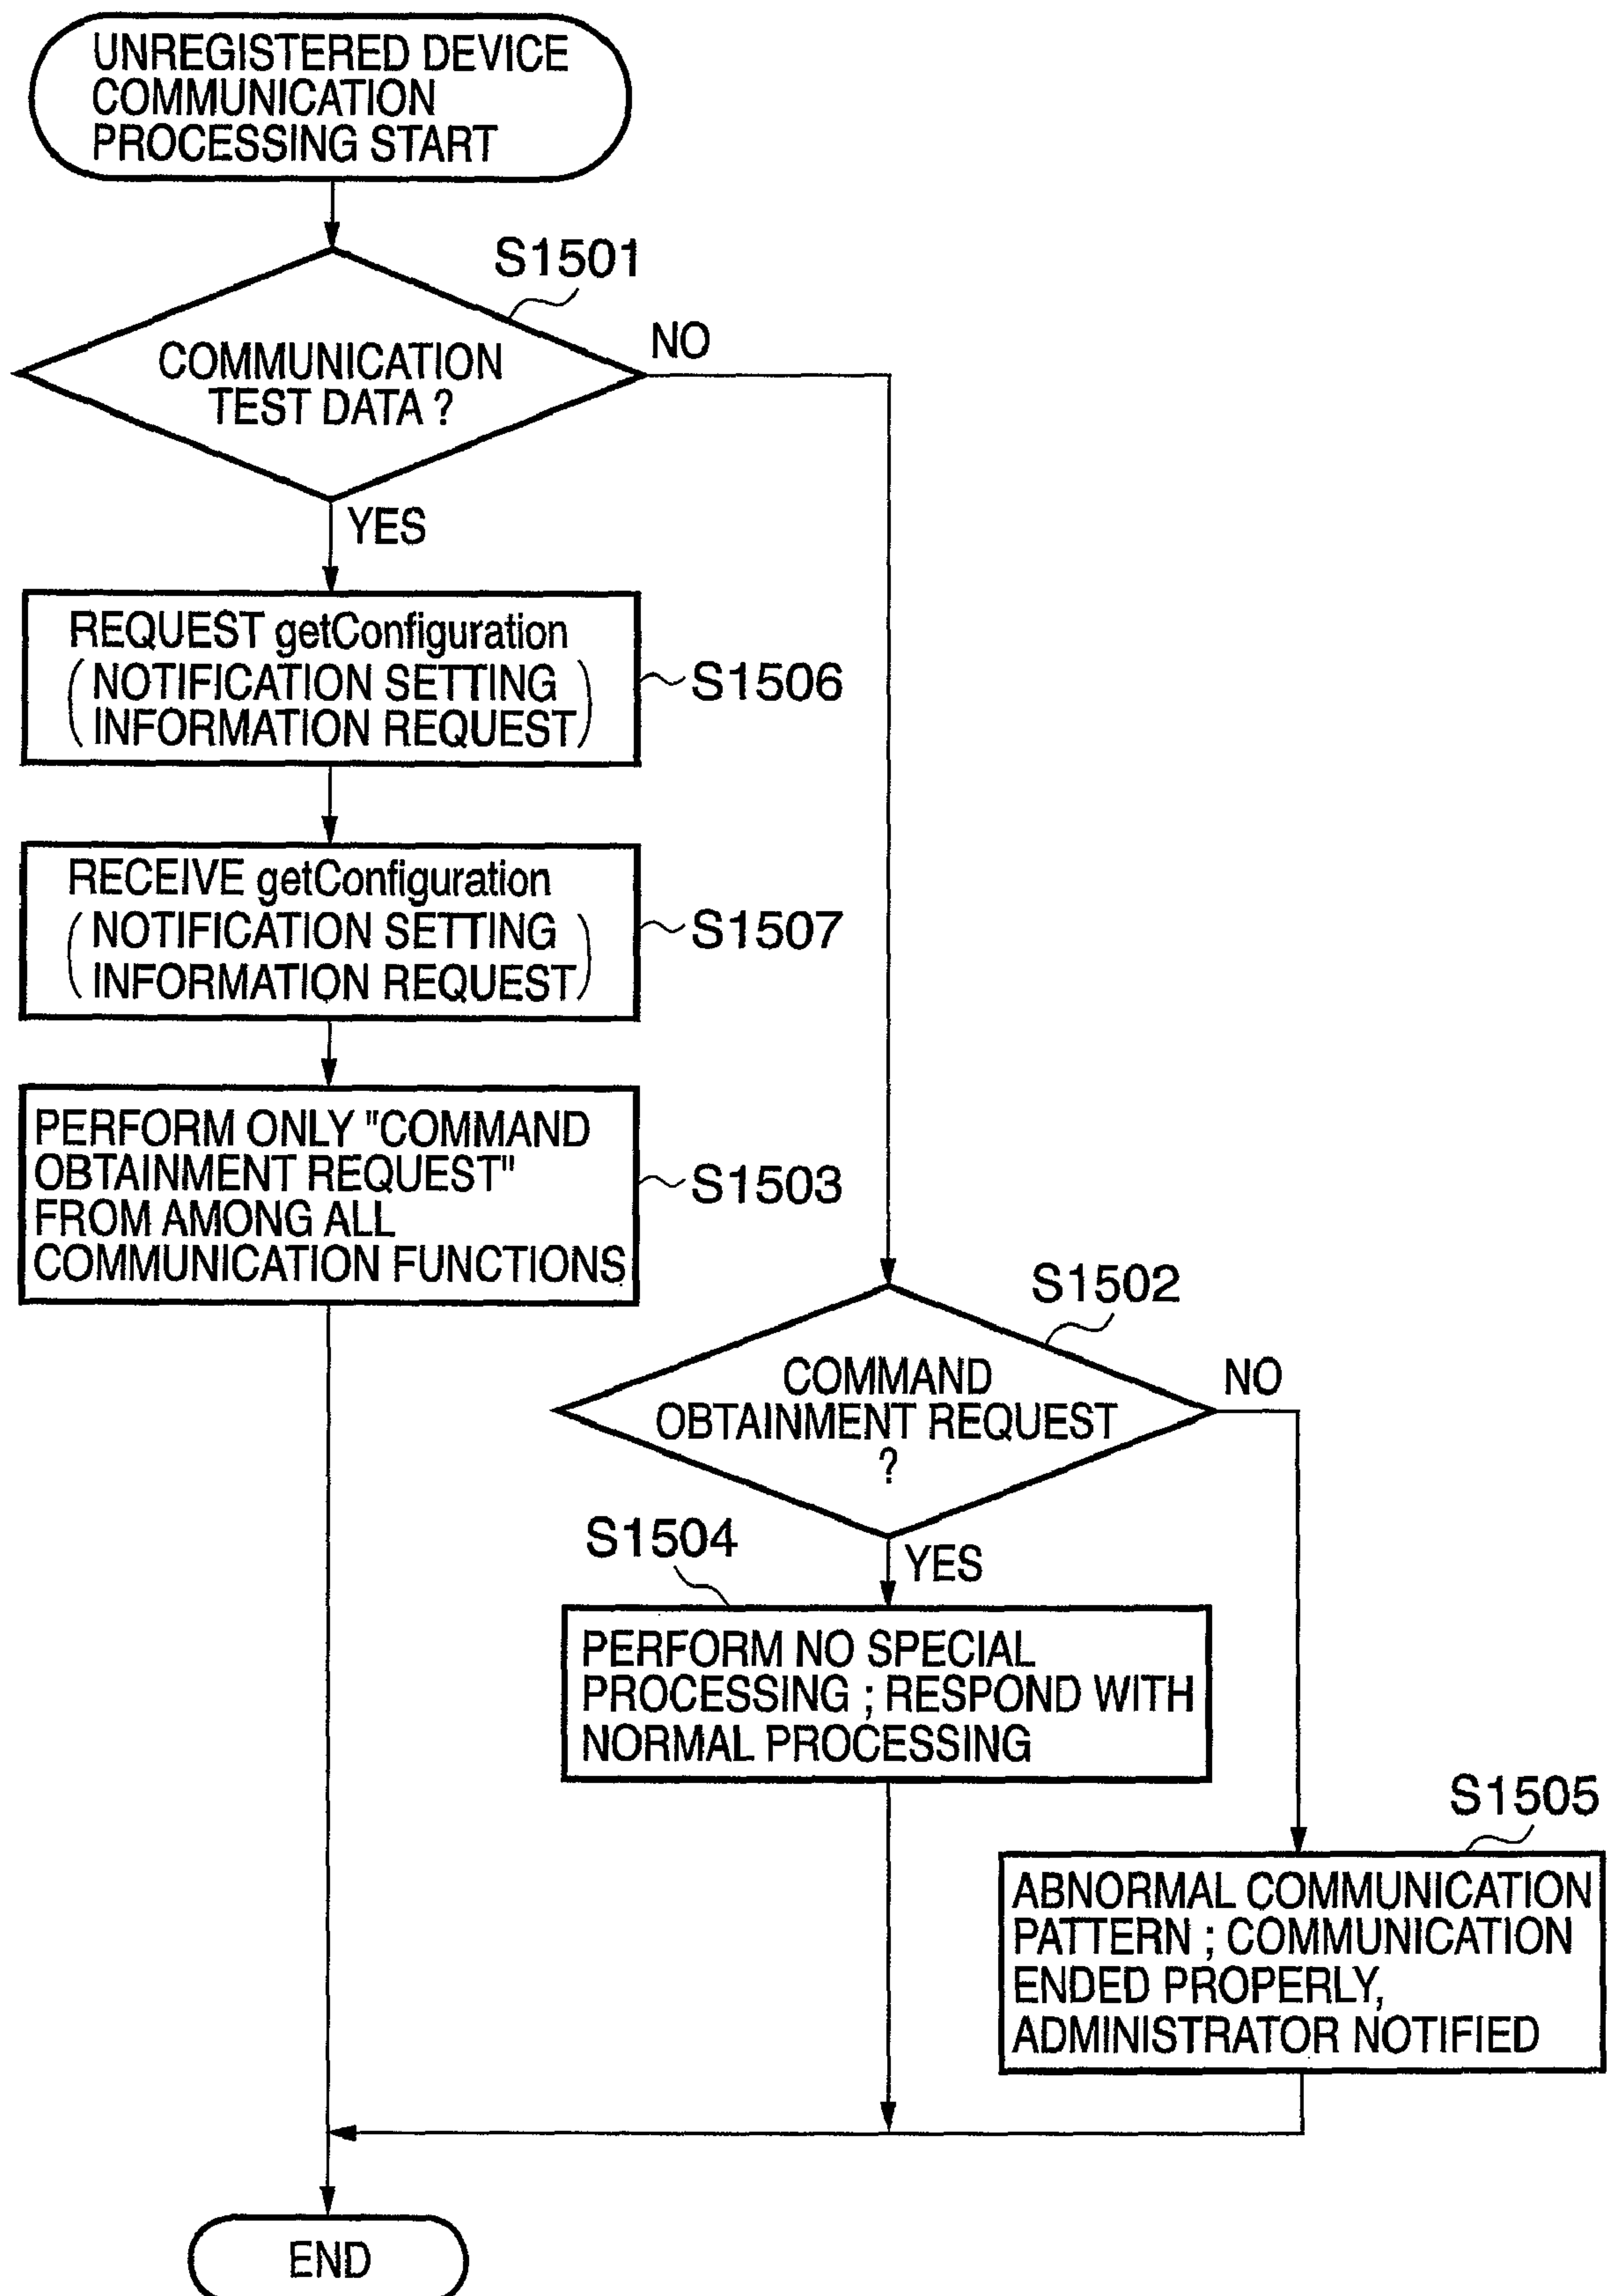 UNREGISTERED DEVICE
COMMUNICATION
PROCESSING START
S1501
COMMUNICATION
TEST DATA ?
NO
YES
REQUEST getConfiguration
(NOTIFICATION SETTING
INFORMATION REQUEST)
S1506
RECEIVE getConfiguration
(NOTIFICATION SETTING
INFORMATION REQUEST)
S1507
PERFORM ONLY "COMMAND
OBTAINMENT REQUEST"
FROM AMONG ALL
COMMUNICATION FUNCTIONS
S1503
S1502
COMMAND
OBTAINMENT REQUEST
?
NO
YES
S1504
PERFORM NO SPECIAL
PROCESSING ; RESPOND WITH
NORMAL PROCESSING
S1505
ABNORMAL COMMUNICATION
PATTERN ; COMMUNICATION
ENDED PROPERLY,
ADMINISTRATOR NOTIFIED
END